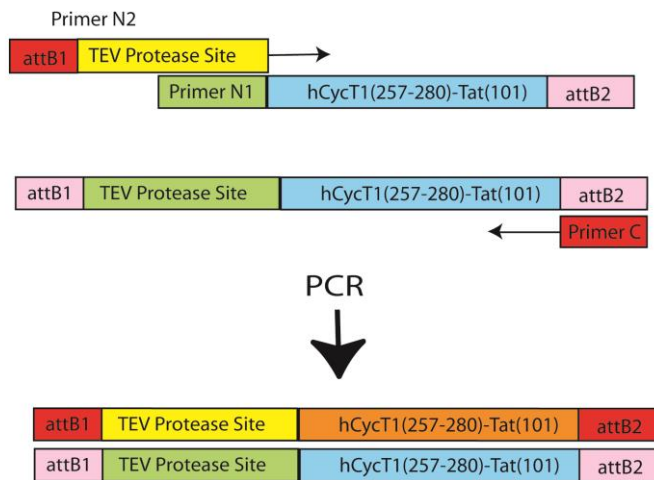 Primer N2
attB1 TEV Protease Site
Primer N1 hCycT1(257-280)-Tat(101) attB2
attB1 TEV Protease Site hCycT1(257-280)-Tat(101) attB2
Primer C
PCR
attB1 TEV Protease Site hCycT1(257-280)-Tat(101) attB2
attB1 TEV Protease Site hCycT1(257-280)-Tat(101) attB2